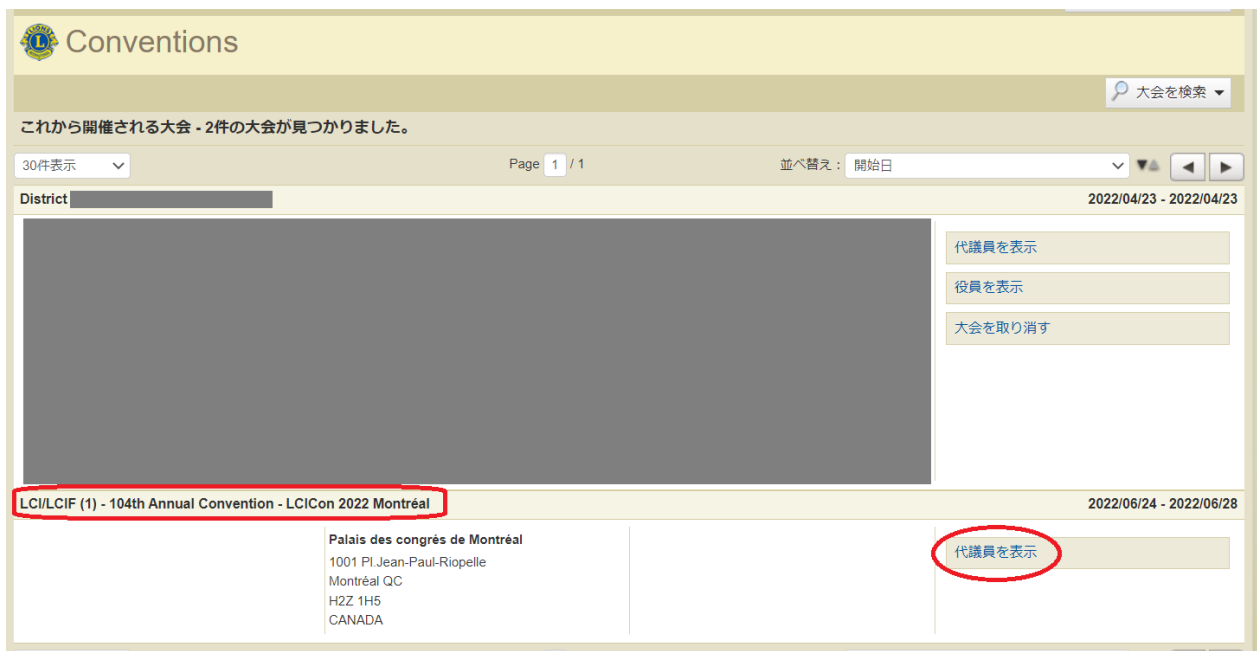 Conventions
大会を検索
これから開催される大会 - 2件の大会が見つかりました。
30件表示 Page 1 / 1 並べ替え： 開始日
District 2022/04/23 - 2022/04/23
代議員を表示
役員を表示
大会を取り消す
LCI/LCIF (1) - 104th Annual Convention - LCICon 2022 Montréal 2022/06/24 - 2022/06/28
Palais des congrès de Montréal
代議員を表示
1001 Pl.Jean-Paul-Riopelle
Montréal QC
H2Z 1H5
CANADA